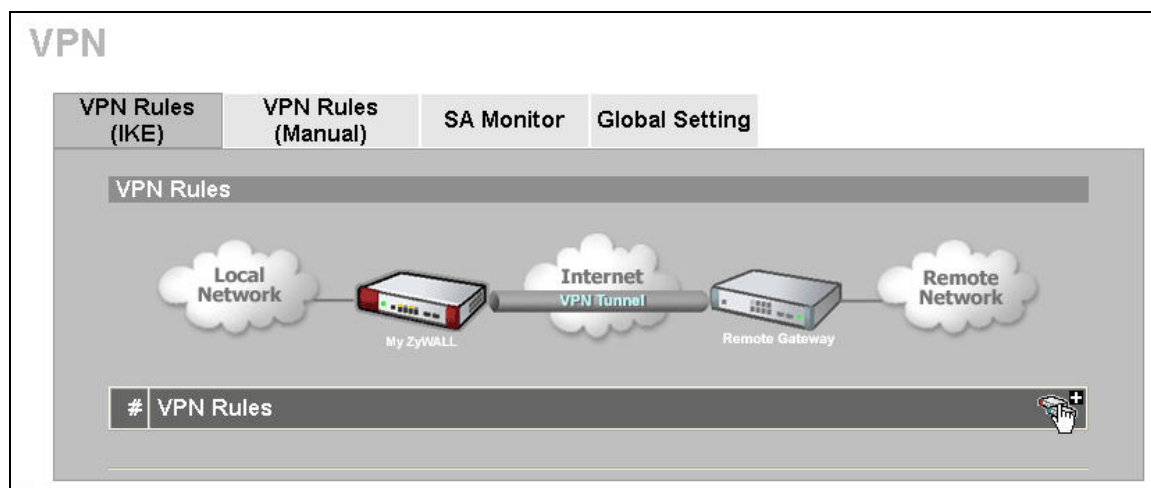 VPN
VPN Rules
(IKE)
VPN Rules
(Manual)
SA Monitor
Global Setting
VPN Rules
Local
Network
Internet
VPN Tunnel
Remote
Network
My ZyWALL
Remote Gateway
# VPN Rules